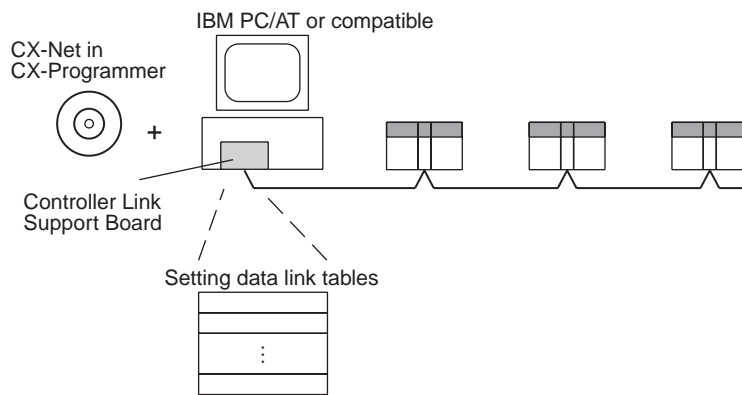 IBM PC/AT or compatible
CX-Net in
CX-Programmer
+
Controller Link
Support Board
Setting data link tables